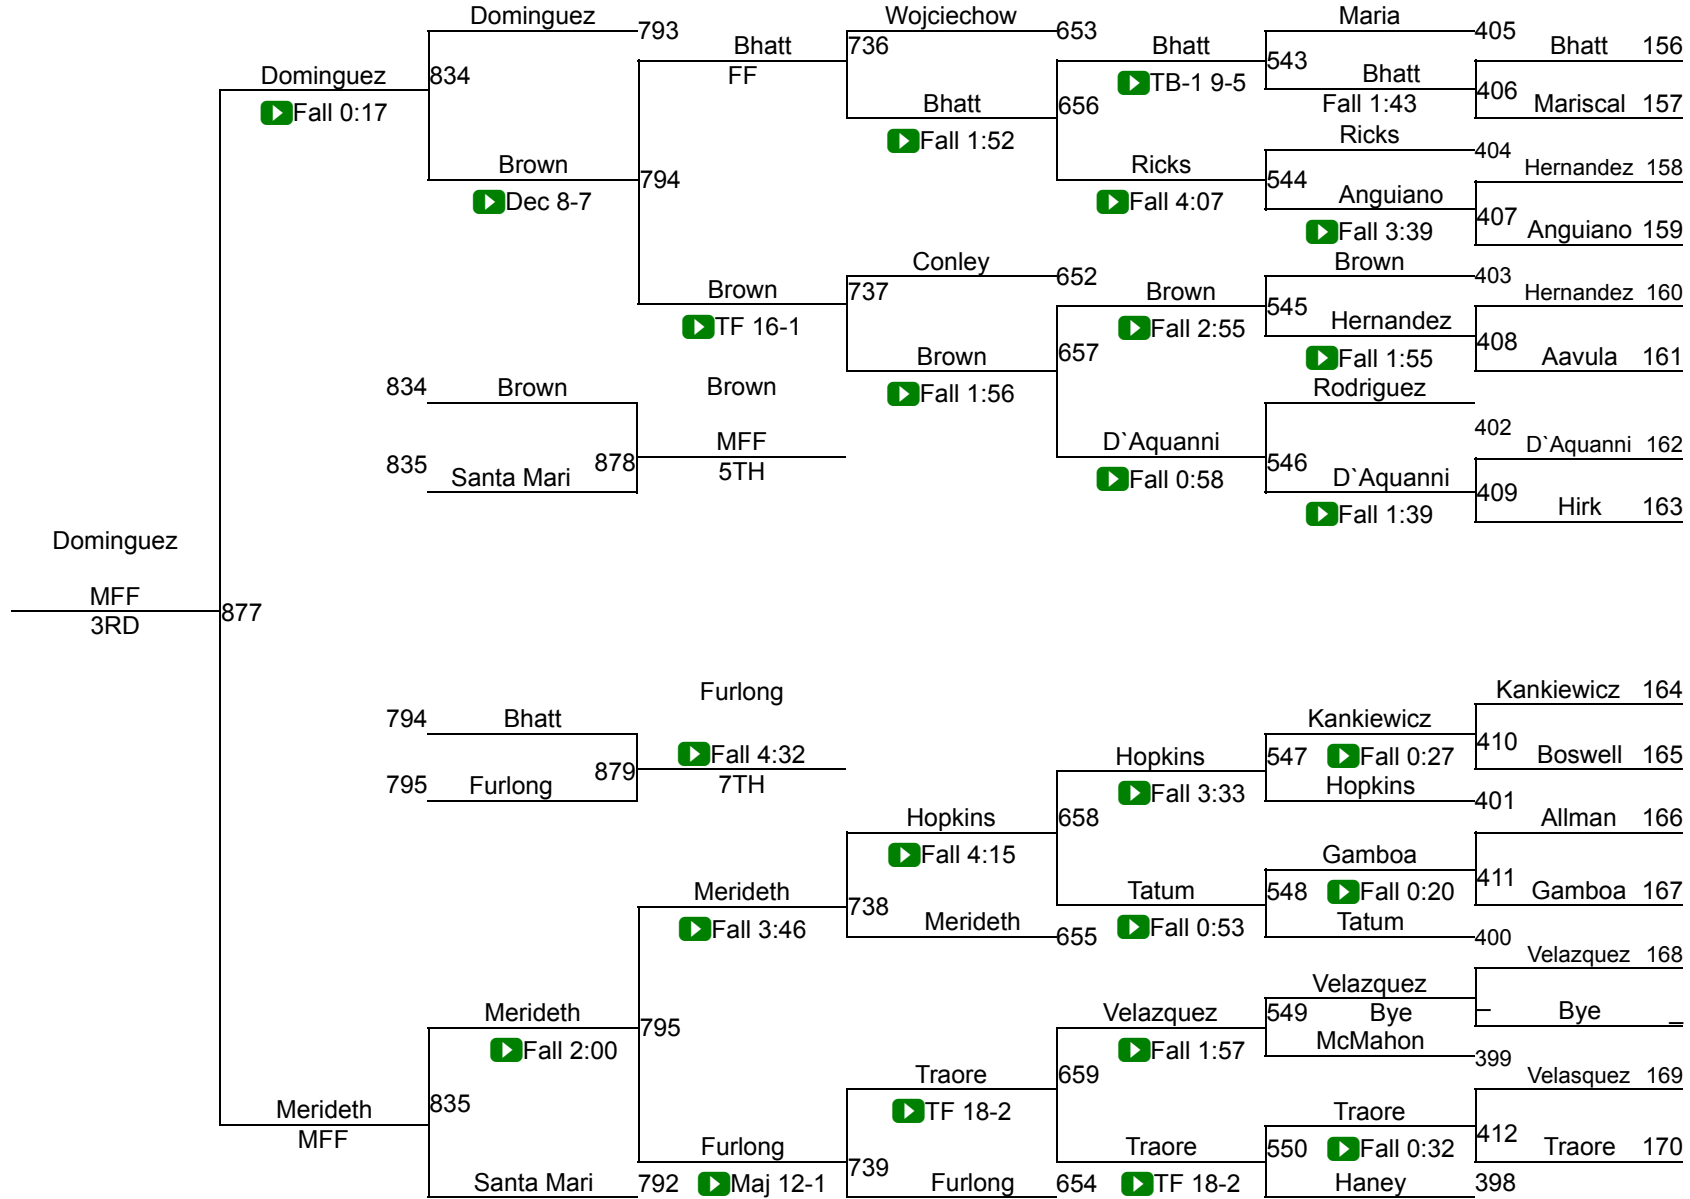 Dominguez 793 Wojciechow 653 Maria 405
Bhatt 736 Bhatt 543 Bhatt 156
Dominguez 834 FF TB-1 9-5 Bhatt 406
Fall 0:17 Bhatt 656 Fall 1:43 Mariscal 157
Fall 1:52 Ricks 404
Brown 794 Ricks 544 Hernandez 158
Dec 8-7 Fall 4:07 Anguiano 407
Fall 3:39 Anguiano 159
Conley 652 Brown 403
Brown 737 Brown 545 Hernandez 160
TF 16-1 Fall 2:55 Hernandez 408
Brown 657 Fall 1:55 Aavula 161
834 Brown Brown Fall 1:56 Rodriguez
MFF D`Aquanni 402 D`Aquanni 162
835 Santa Mari 878 5TH Fall 0:58 546 D`Aquanni 409
Fall 1:39 Hirk 163
Dominguez
MFF
3RD 877
Furlong Kankiewicz 164
794 Bhatt Kankiewicz
Fall 4:32 Hopkins 547 Fall 0:27 410 Boswell 165
795 Furlong 879 7TH Fall 3:33 Hopkins 401
Hopkins 658 Allman 166
Fall 4:15 Gamboa
Merideth 738 Tatum 548 Fall 0:20 411 Gamboa 167
Fall 3:46 Merideth 655 Fall 0:53 Tatum 400
Velazquez 168
Velazquez
Merideth 795 Velazquez 549 Bye _ Bye _
Fall 2:00 Fall 1:57 McMahon 399
Traore 659 Velasquez 169
Merideth 835 TF 18-2 Traore
MFF Furlong Traore 550 Fall 0:32 412 Traore 170
Santa Mari 792 Maj 12-1 739 Furlong 654 TF 18-2 Haney 398